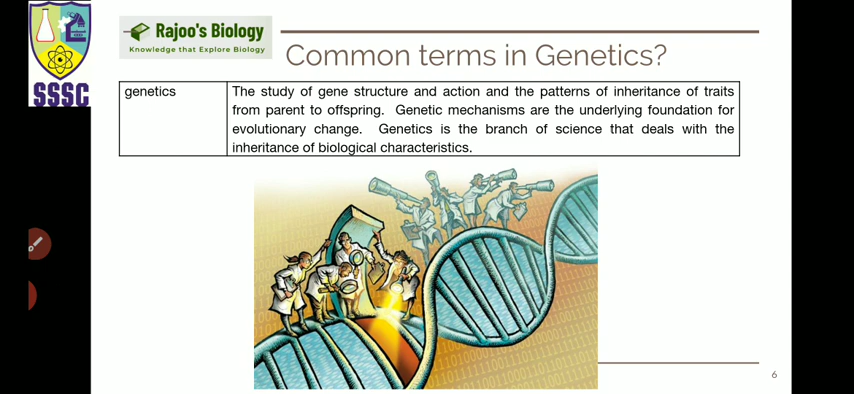 Rajoo's Biology
Knowledge that Explore Biology
SSSC
Common terms in Genetics?
genetics
The study of gene structure and action and the patterns of inheritance of traits
from parent to offspring. Genetic mechanisms are the underlying foundation for
evolutionary change. Genetics is the branch of science that deals with the
inheritance of biological characteristics.
6